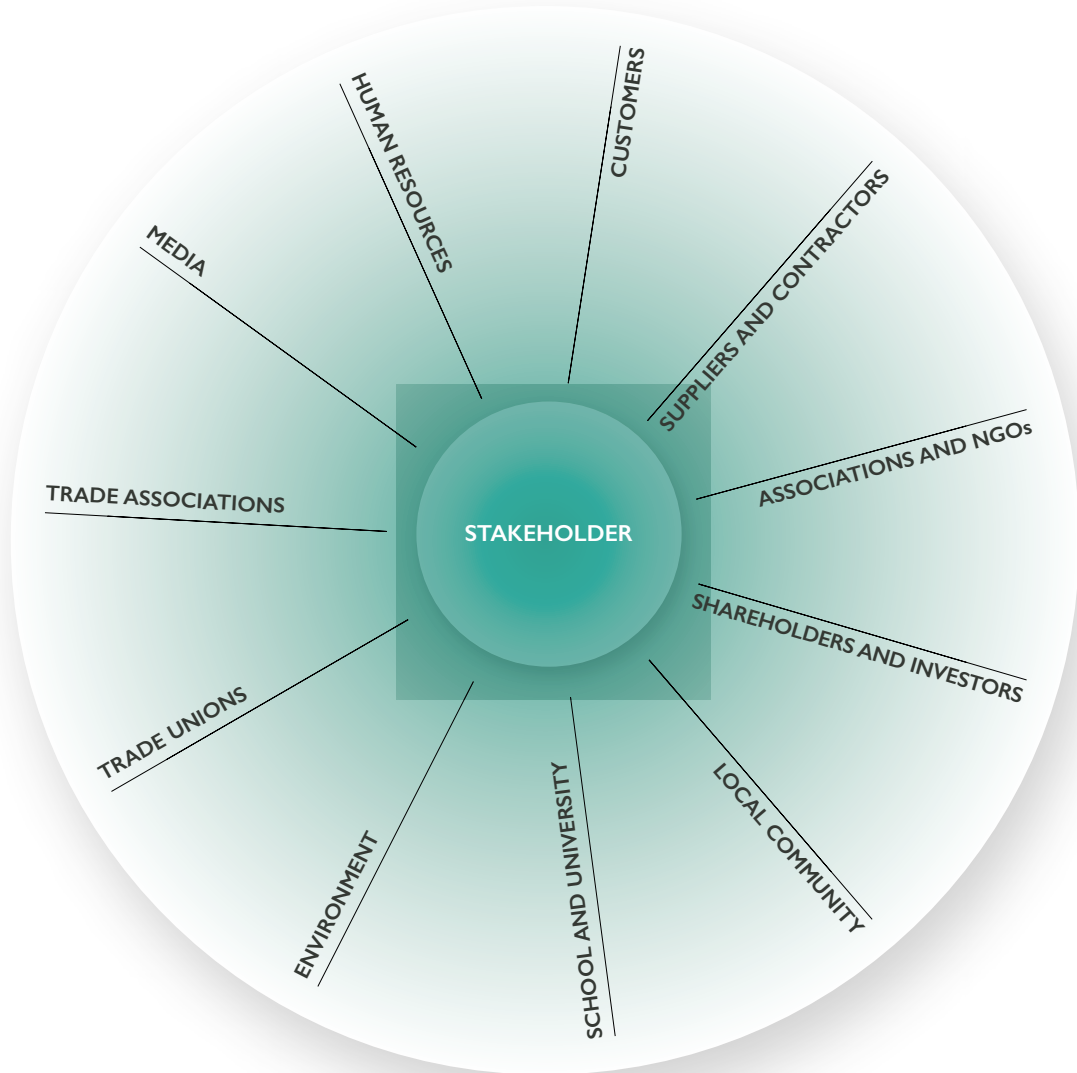 CUSTOMERS
HUMAN RESOURCES
SUPPLIERS AND CONTRACTORS
MEDIA
ASSOCIATIONS AND NGOs
TRADE ASSOCIATIONS
STAKEHOLDER
SHAREHOLDERS AND INVESTORS
TRADE UNIONS
LOCAL COMMUNITY
ENVIRONMENT
SCHOOL AND UNIVERSITY